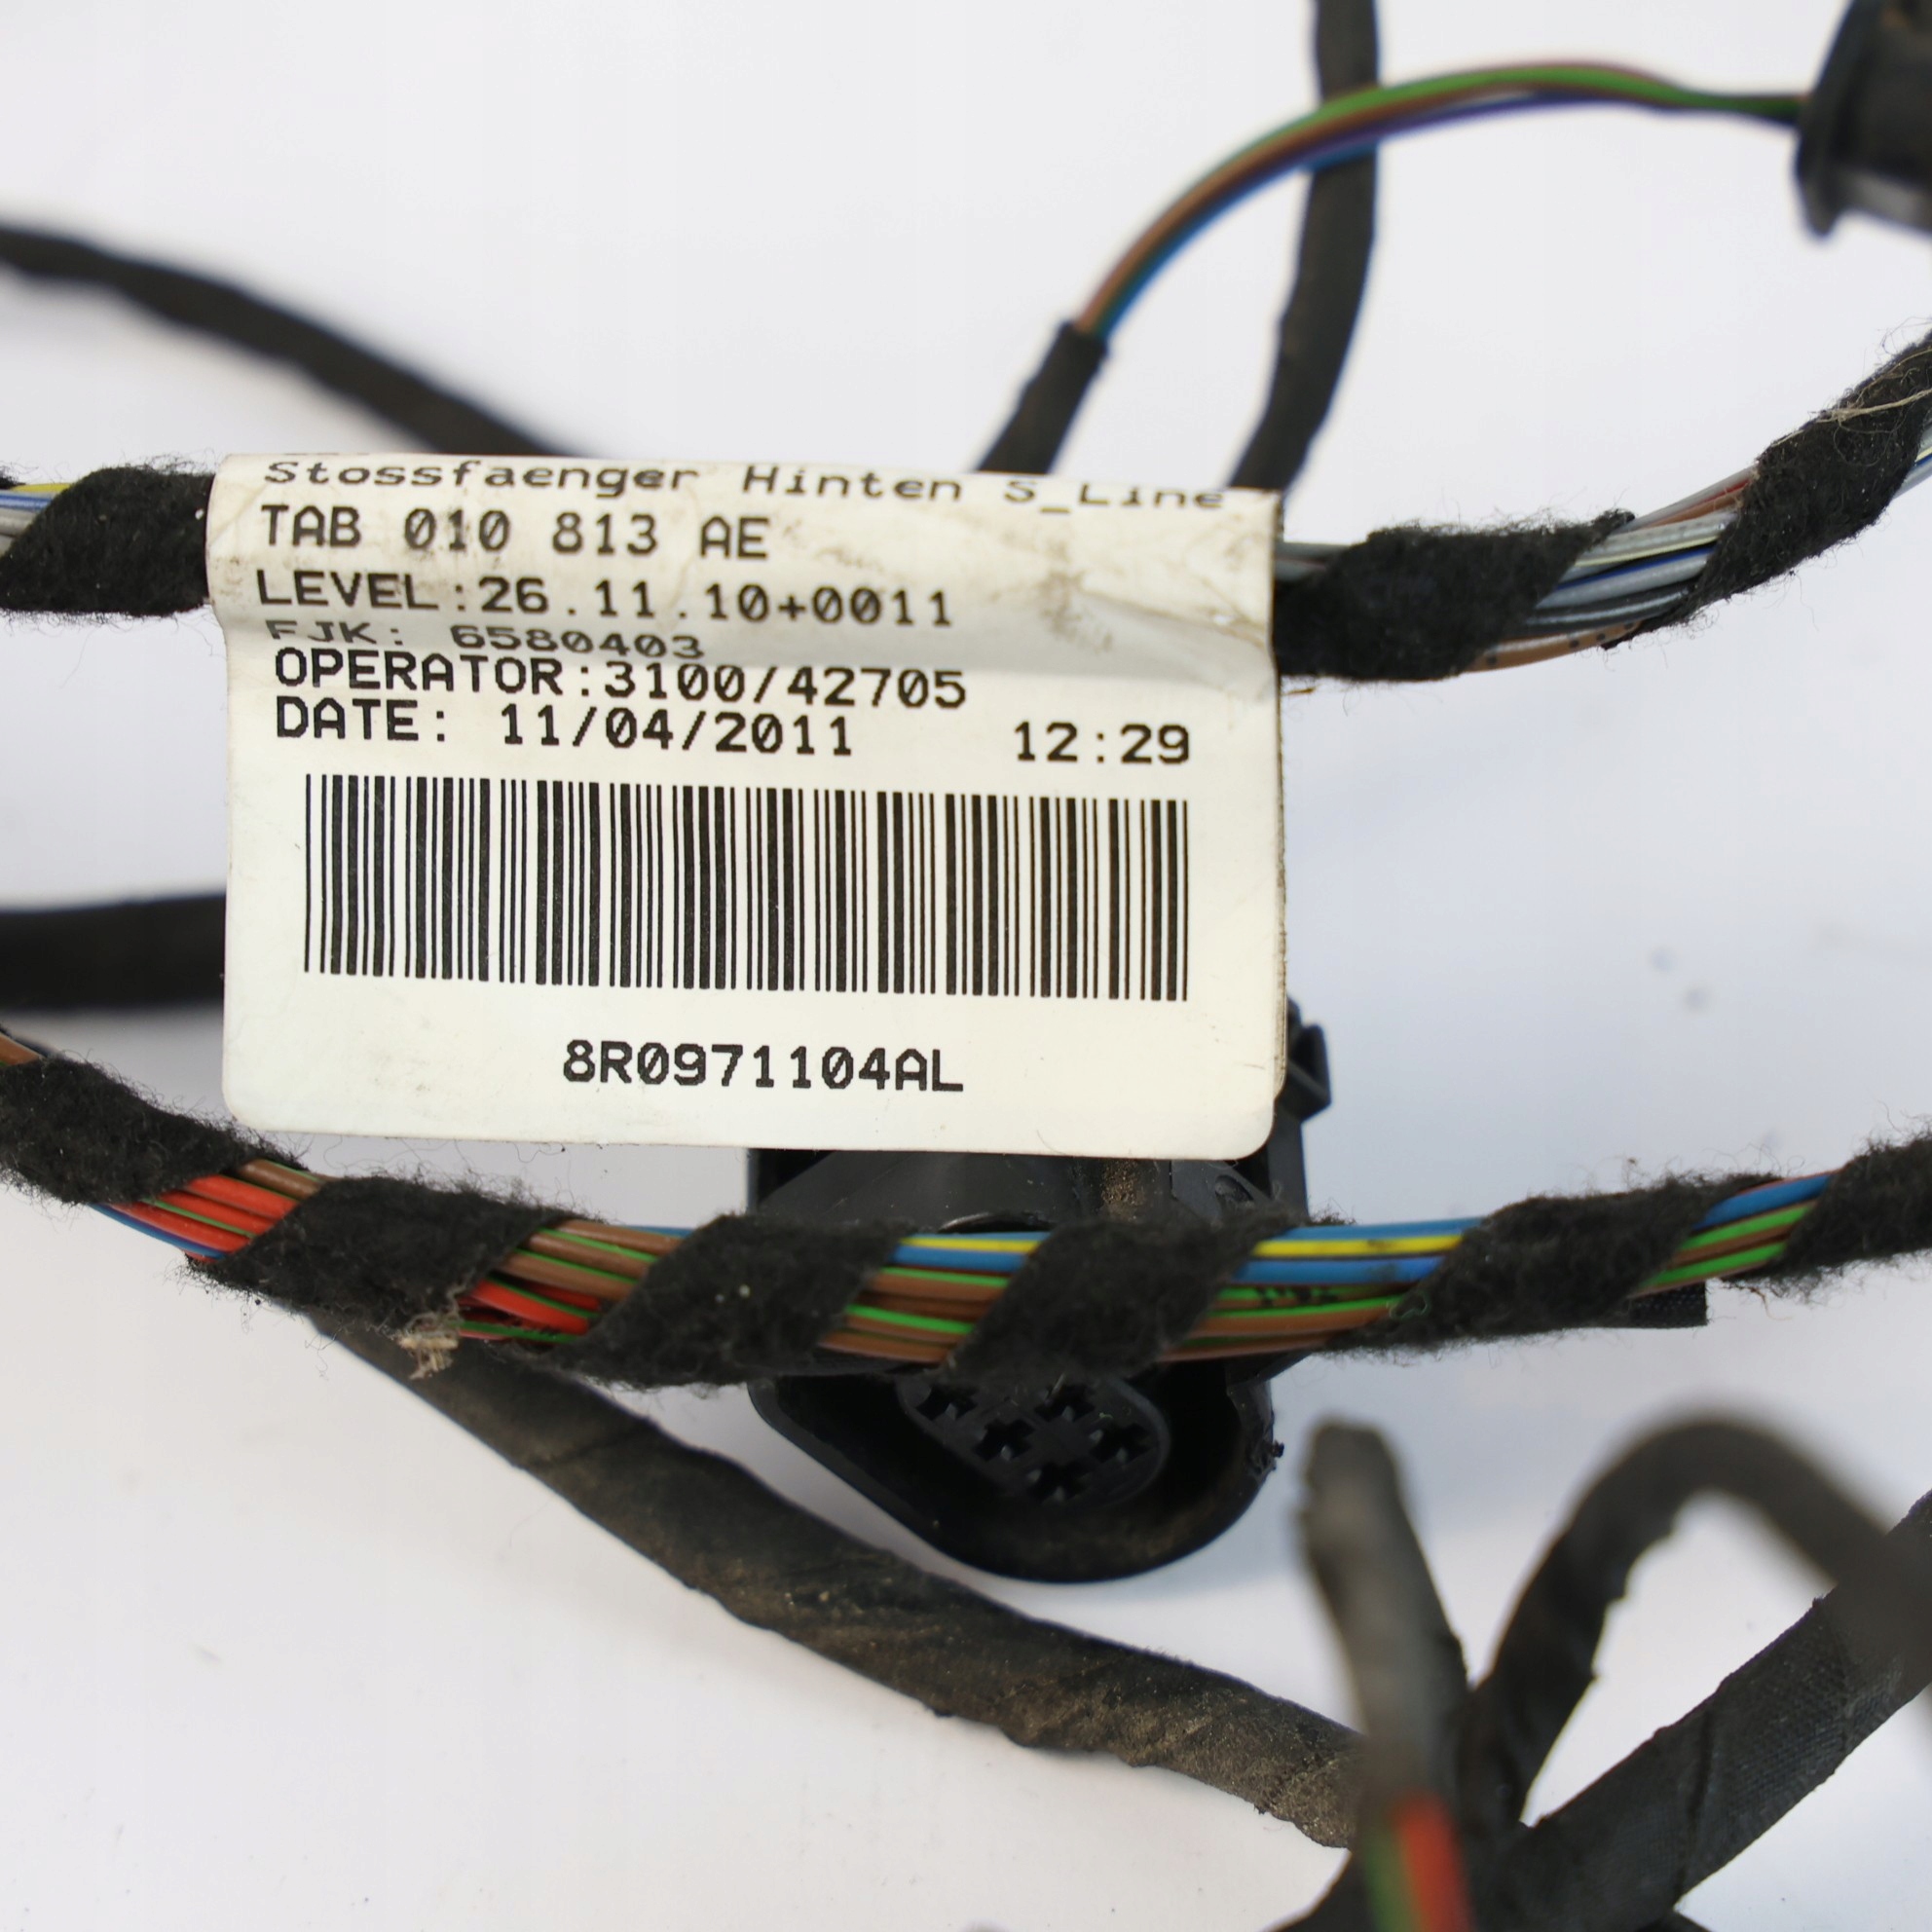 Stossfaenger Hinten S_Line
TAB 010 813 AE
LEVEL:26.11.10+0011
FJK: 6580403
OPERATOR:3100/42705
DATE: 11/04/2011 12:29
8R0971104AL